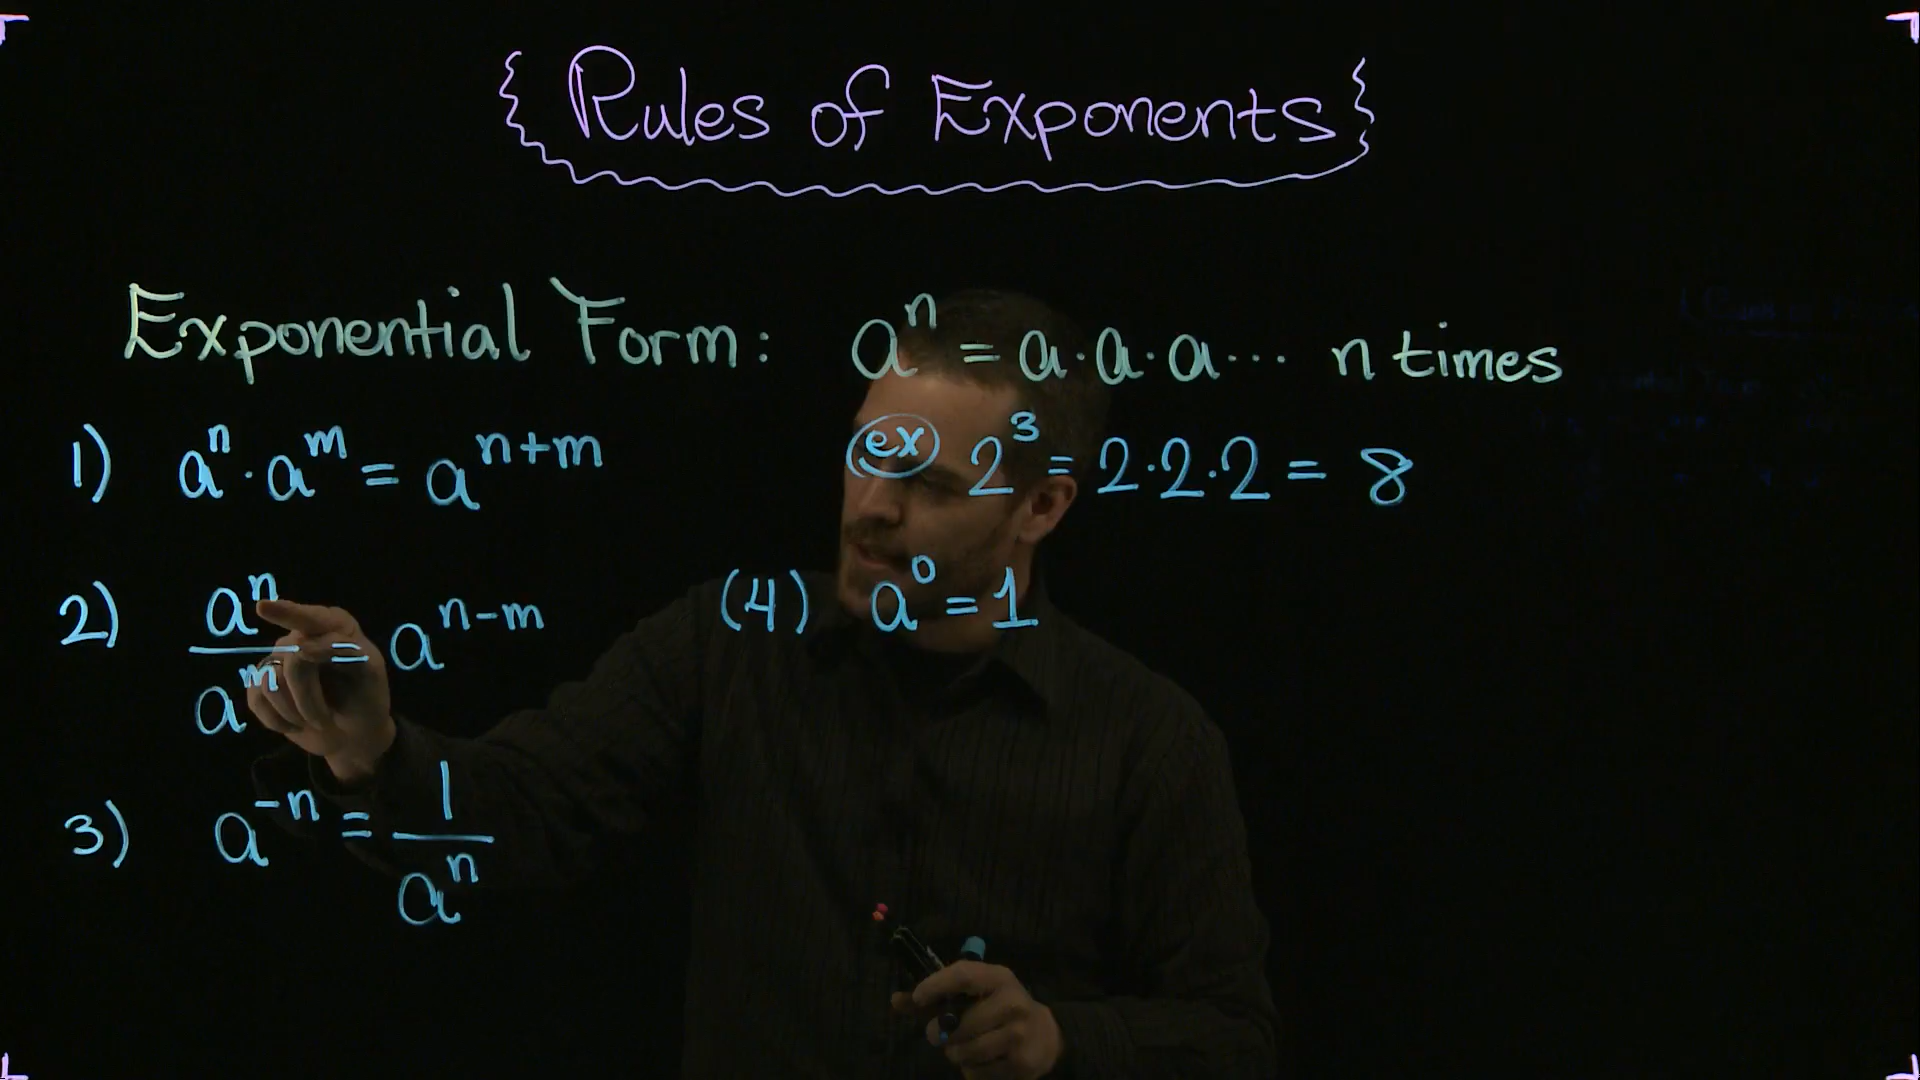 {Rules of Exponents}
Exponential Form: aⁿ = a·a·a··· n times
1) aⁿ·aᵐ = aⁿ⁺ᵐ
(ex) 2³ = 2·2·2 = 8
2) aⁿ/aᵐ = aⁿ⁻ᵐ
(4) a⁰ = 1
3) a⁻ⁿ = 1/aⁿ